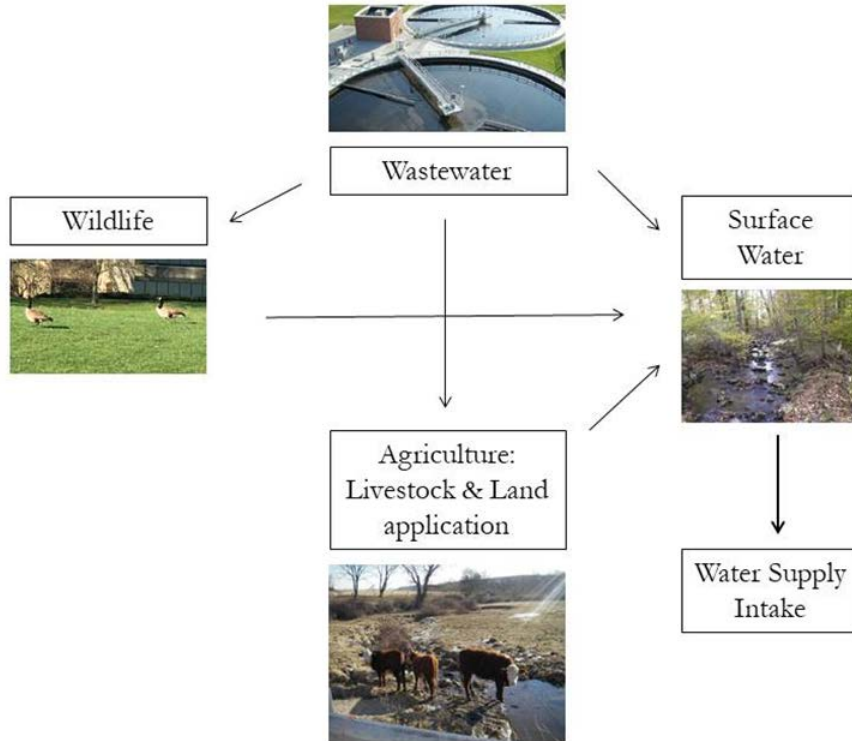 Wastewater
Wildlife
Surface
Water
Agriculture:
Livestock & Land
application
Water Supply
Intake